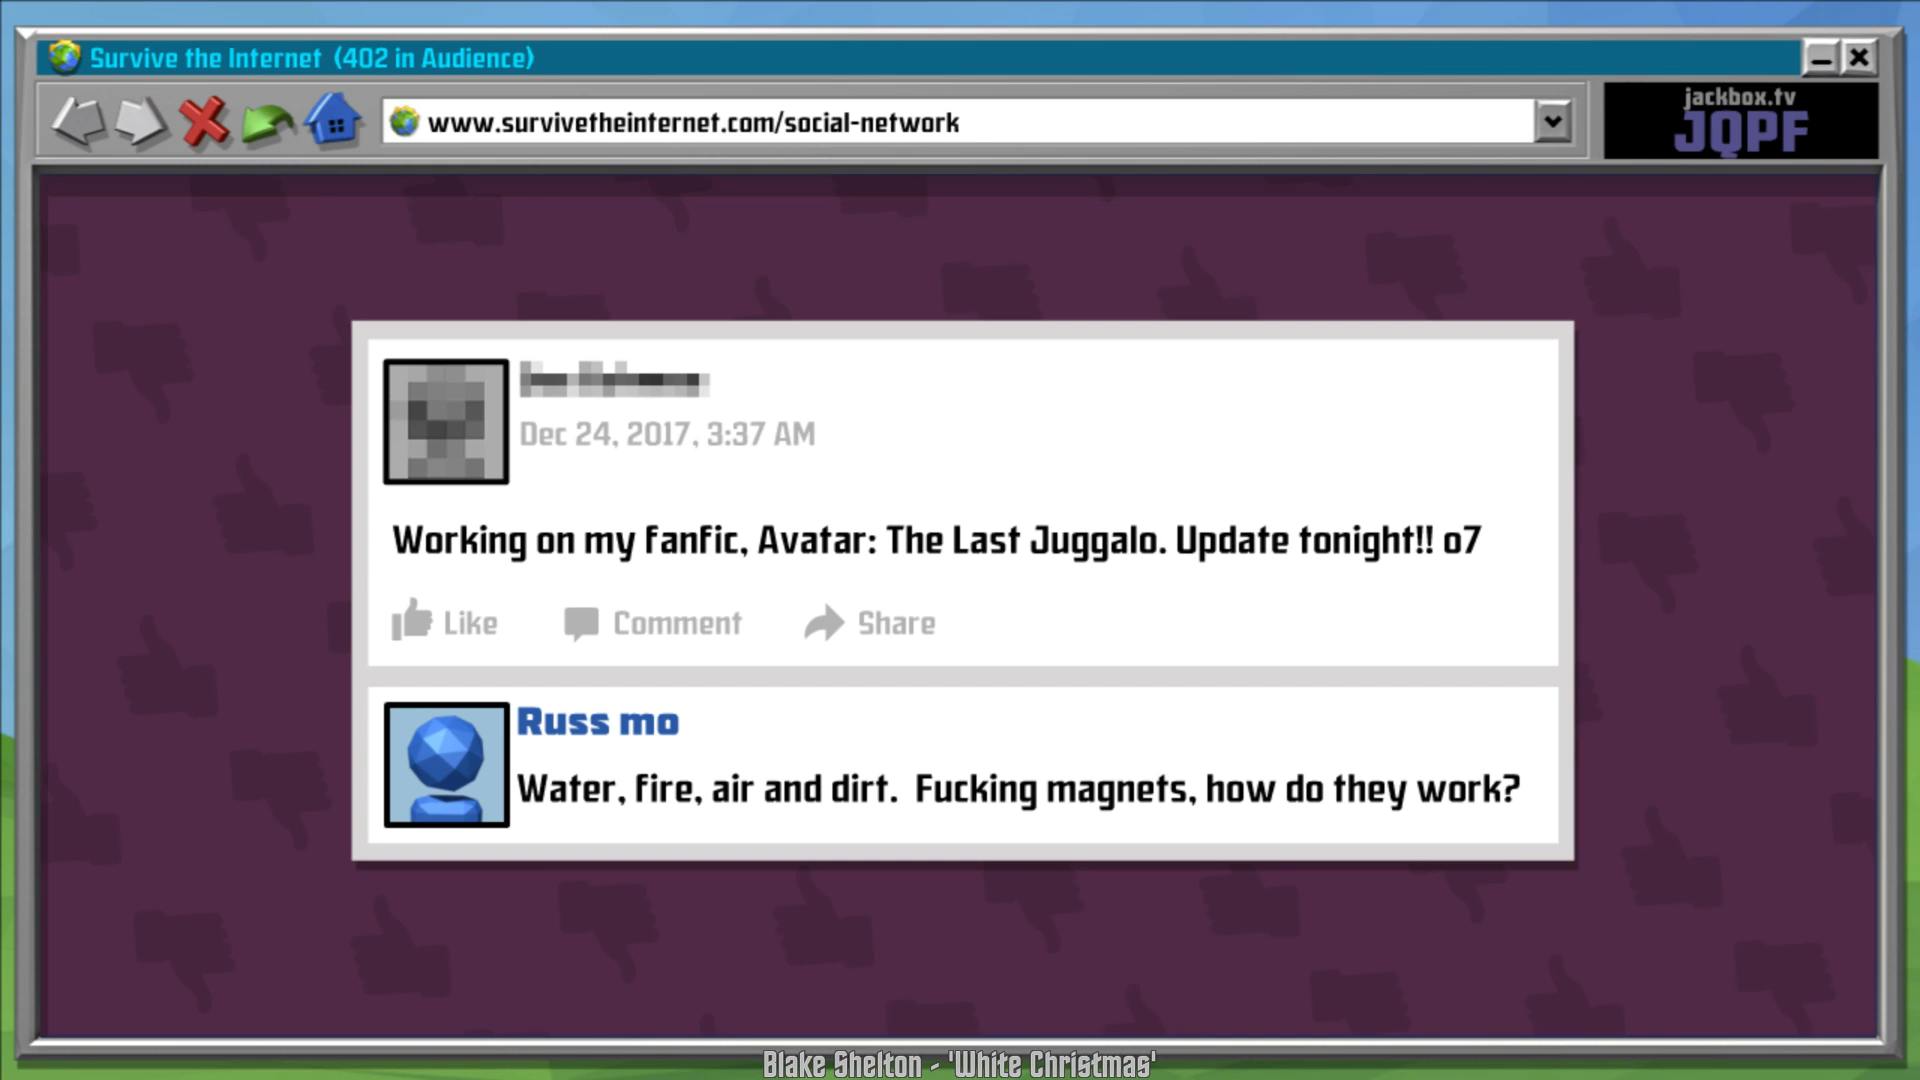 Survive the Internet (402 in Audience)
www.survivetheinternet.com/social-network
jackbox.tv
JQPF
Dec 24, 2017, 3:37 AM
Working on my fanfic, Avatar: The Last Juggalo. Update tonight!! o7
Like Comment Share
Russ mo
Water, fire, air and dirt. Fucking magnets, how do they work?
Blake Shelton - 'White Christmas'